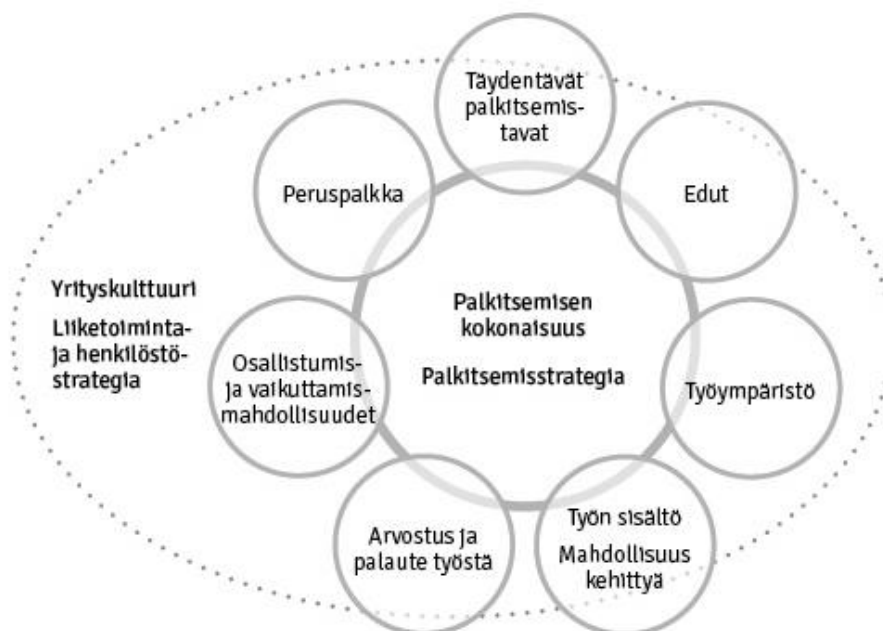 Täydentävät
palkitsemis-
tavat
Peruspalkka
Edut
Yrityskulttuuri
Liiketoiminta-
ja henkilöstö-
strategia
Palkitsemisen
kokonaisuus
Palkitsemisstrategia
Osallistumis-
ja vaikuttamis-
mahdollisuudet
Työympäristö
Arvostus ja
palaute työstä
Työn sisältö
Mahdollisuus
kehittyä